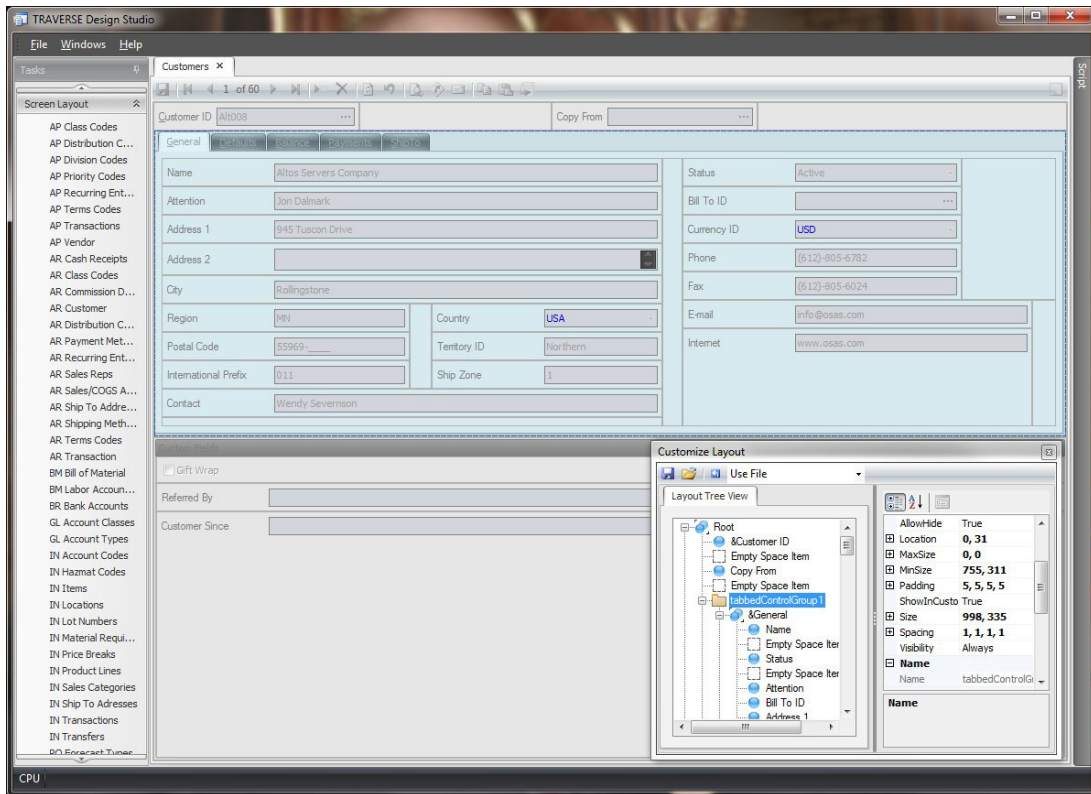 TRAVERSE Design Studio
File Windows Help
Tasks
Customers
Script
1 of 60
Screen Layout
Customer ID Alt008 ... Copy From ...
AP Class Codes
AP Distribution C...
AP Division Codes
AP Priority Codes
AP Recurring Ent...
AP Terms Codes
AP Transactions
AP Vendor
AR Cash Receipts
AR Class Codes
AR Commission D...
AR Customer
AR Distribution C...
AR Payment Met...
AR Recurring Ent...
AR Sales Reps
AR Sales/COGS A...
AR Ship To Addre...
AR Shipping Meth...
AR Terms Codes
AR Transaction
BM Bill of Material
BM Labor Accoun...
BR Bank Accounts
GL Account Classes
GL Account Types
IN Account Codes
IN Hazmat Codes
IN Items
IN Locations
IN Lot Numbers
IN Material Requi...
IN Price Breaks
IN Product Lines
IN Sales Categories
IN Ship To Adresses
IN Transactions
IN Transfers
PO Forecast Types
General Defaults Balance Payments ShipTo
Name Altos Servers Company
Attention Jon Dalmark
Address 1 945 Tuscon Drive
Address 2
City Rollingstone
Region MN Country USA
Postal Code 55969-____ Territory ID Northern
International Prefix 011 Ship Zone 1
Contact Wendy Severnson
Status Active
Bill To ID ...
Currency ID USD
Phone (612)-805-6782
Fax (612)-805-6024
E-mail info@osas.com
Internet www.osas.com
Custom Fields
Gift Wrap
Referred By
Customer Since
Customize Layout
Use File
Layout Tree View
Root
&Customer ID
Empty Space Item
Copy From
Empty Space Item
tabbedControlGroup1
&General
Name
Empty Space Iter
Status
Empty Space Iter
Attention
Bill To ID
Address 1
AllowHide True
Location 0, 31
MaxSize 0, 0
MinSize 755, 311
Padding 5, 5, 5, 5
ShowInCusto True
Size 998, 335
Spacing 1, 1, 1, 1
Visibility Always
Name
Name tabbedControlGr
Name
CPU